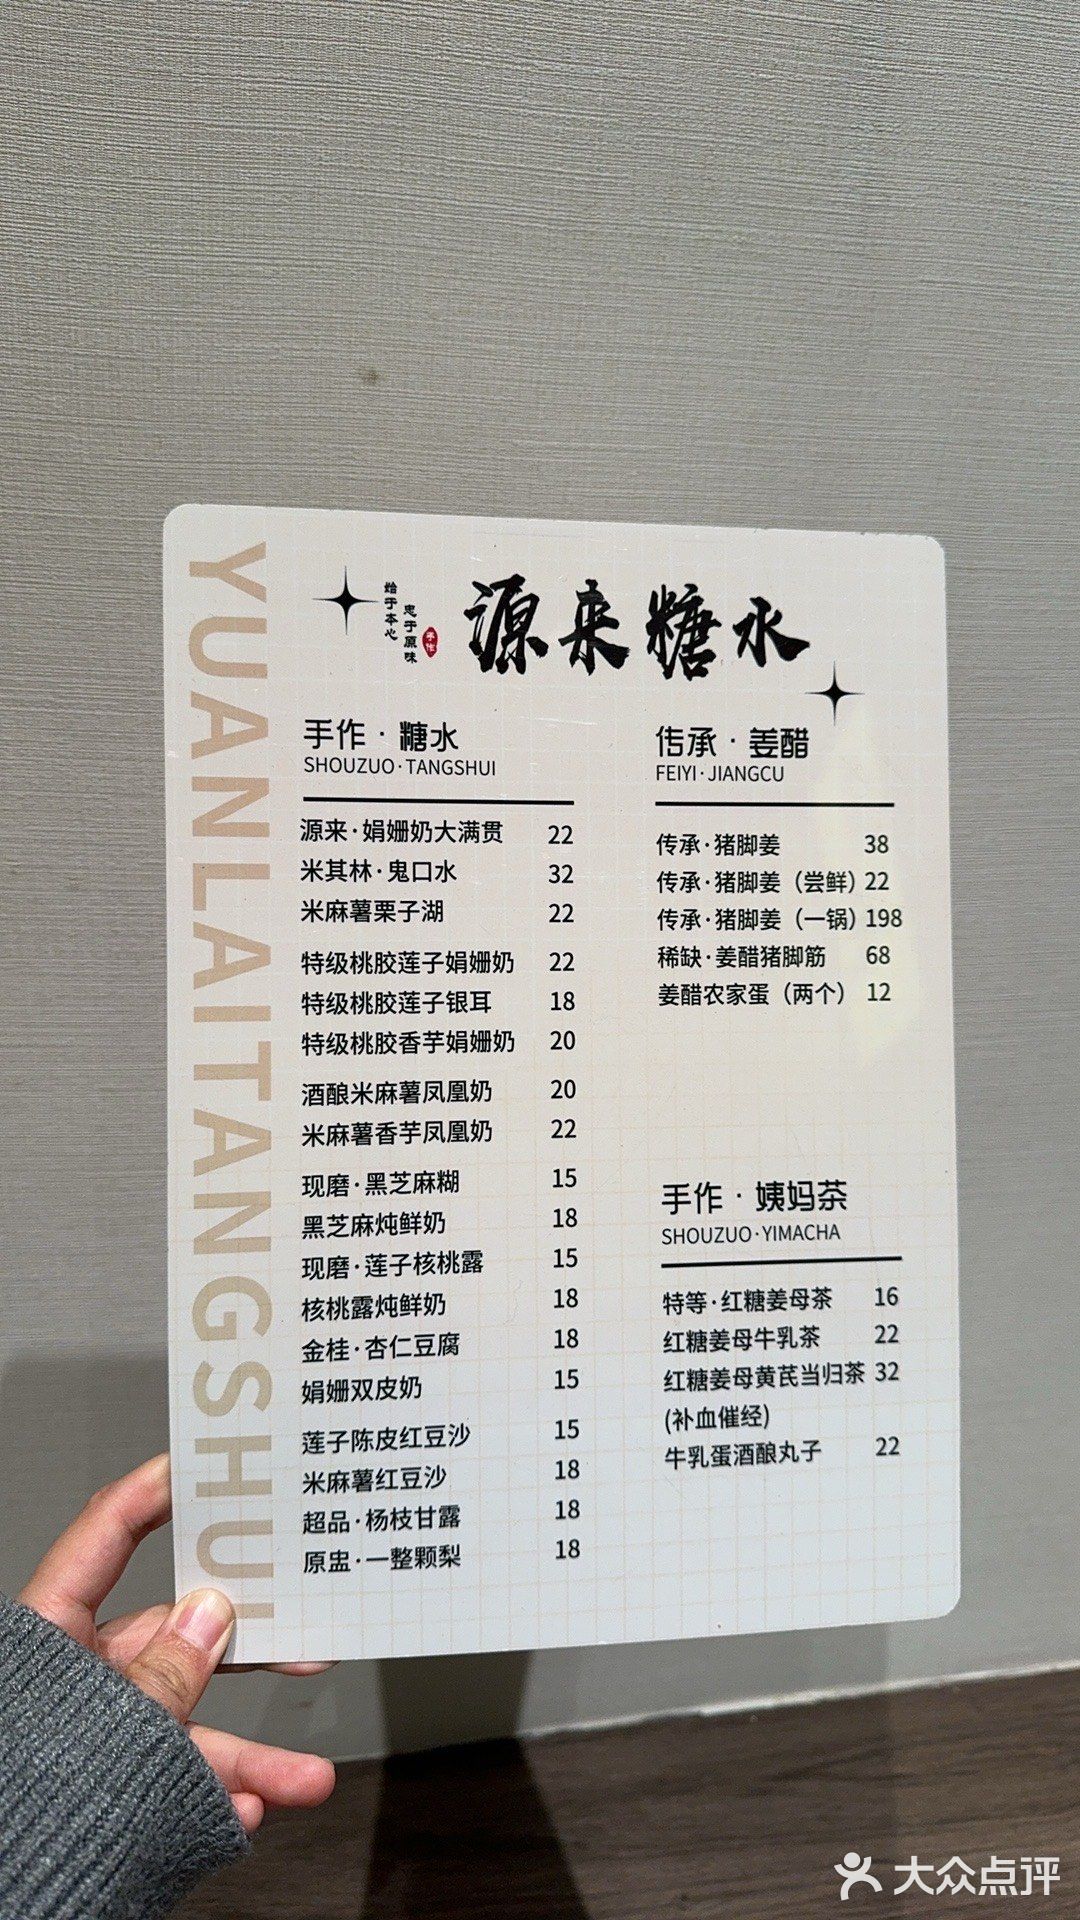 YUANLAITANGSHUI
始于本心
忠于原味
手作
源来糖水
手作·糖水
SHOUZUO·TANGSHUI
源来·娟姗奶大满贯 22
米其林·鬼口水 32
米麻薯栗子湖 22
特级桃胶莲子娟姗奶 22
特级桃胶莲子银耳 18
特级桃胶香芋娟姗奶 20
酒酿米麻薯凤凰奶 20
米麻薯香芋凤凰奶 22
现磨·黑芝麻糊 15
黑芝麻炖鲜奶 18
现磨·莲子核桃露 15
核桃露炖鲜奶 18
金桂·杏仁豆腐 18
娟姗双皮奶 15
莲子陈皮红豆沙 15
米麻薯红豆沙 18
超品·杨枝甘露 18
原盅·一整颗梨 18
传承·姜醋
FEIYI·JIANGCU
传承·猪脚姜 38
传承·猪脚姜（尝鲜）22
传承·猪脚姜（一锅）198
稀缺·姜醋猪脚筋 68
姜醋农家蛋（两个） 12
手作·姨妈茶
SHOUZUO·YIMACHA
特等·红糖姜母茶 16
红糖姜母牛乳茶 22
红糖姜母黄芪当归茶 32
(补血催经)
牛乳蛋酒酿丸子 22
大众点评